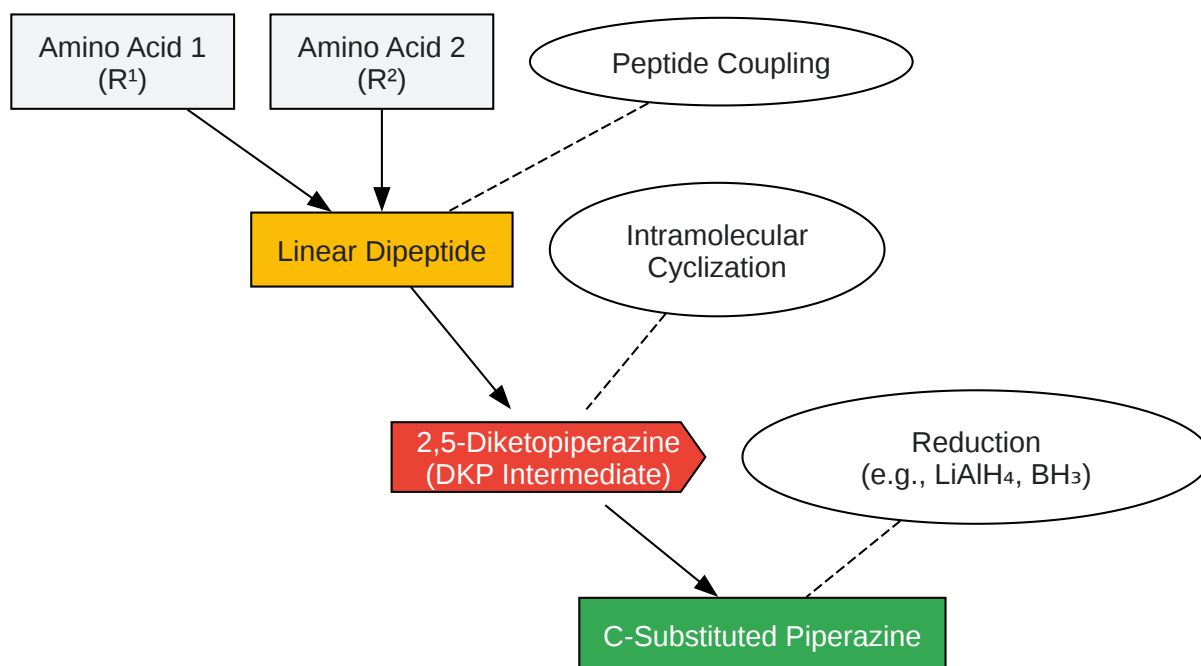 Amino Acid 1
(R¹)
Amino Acid 2
(R²)
Peptide Coupling
Linear Dipeptide
Intramolecular
Cyclization
2,5-Diketopiperazine
(DKP Intermediate)
Reduction
(e.g., LiAlH₄, BH₃)
C-Substituted Piperazine